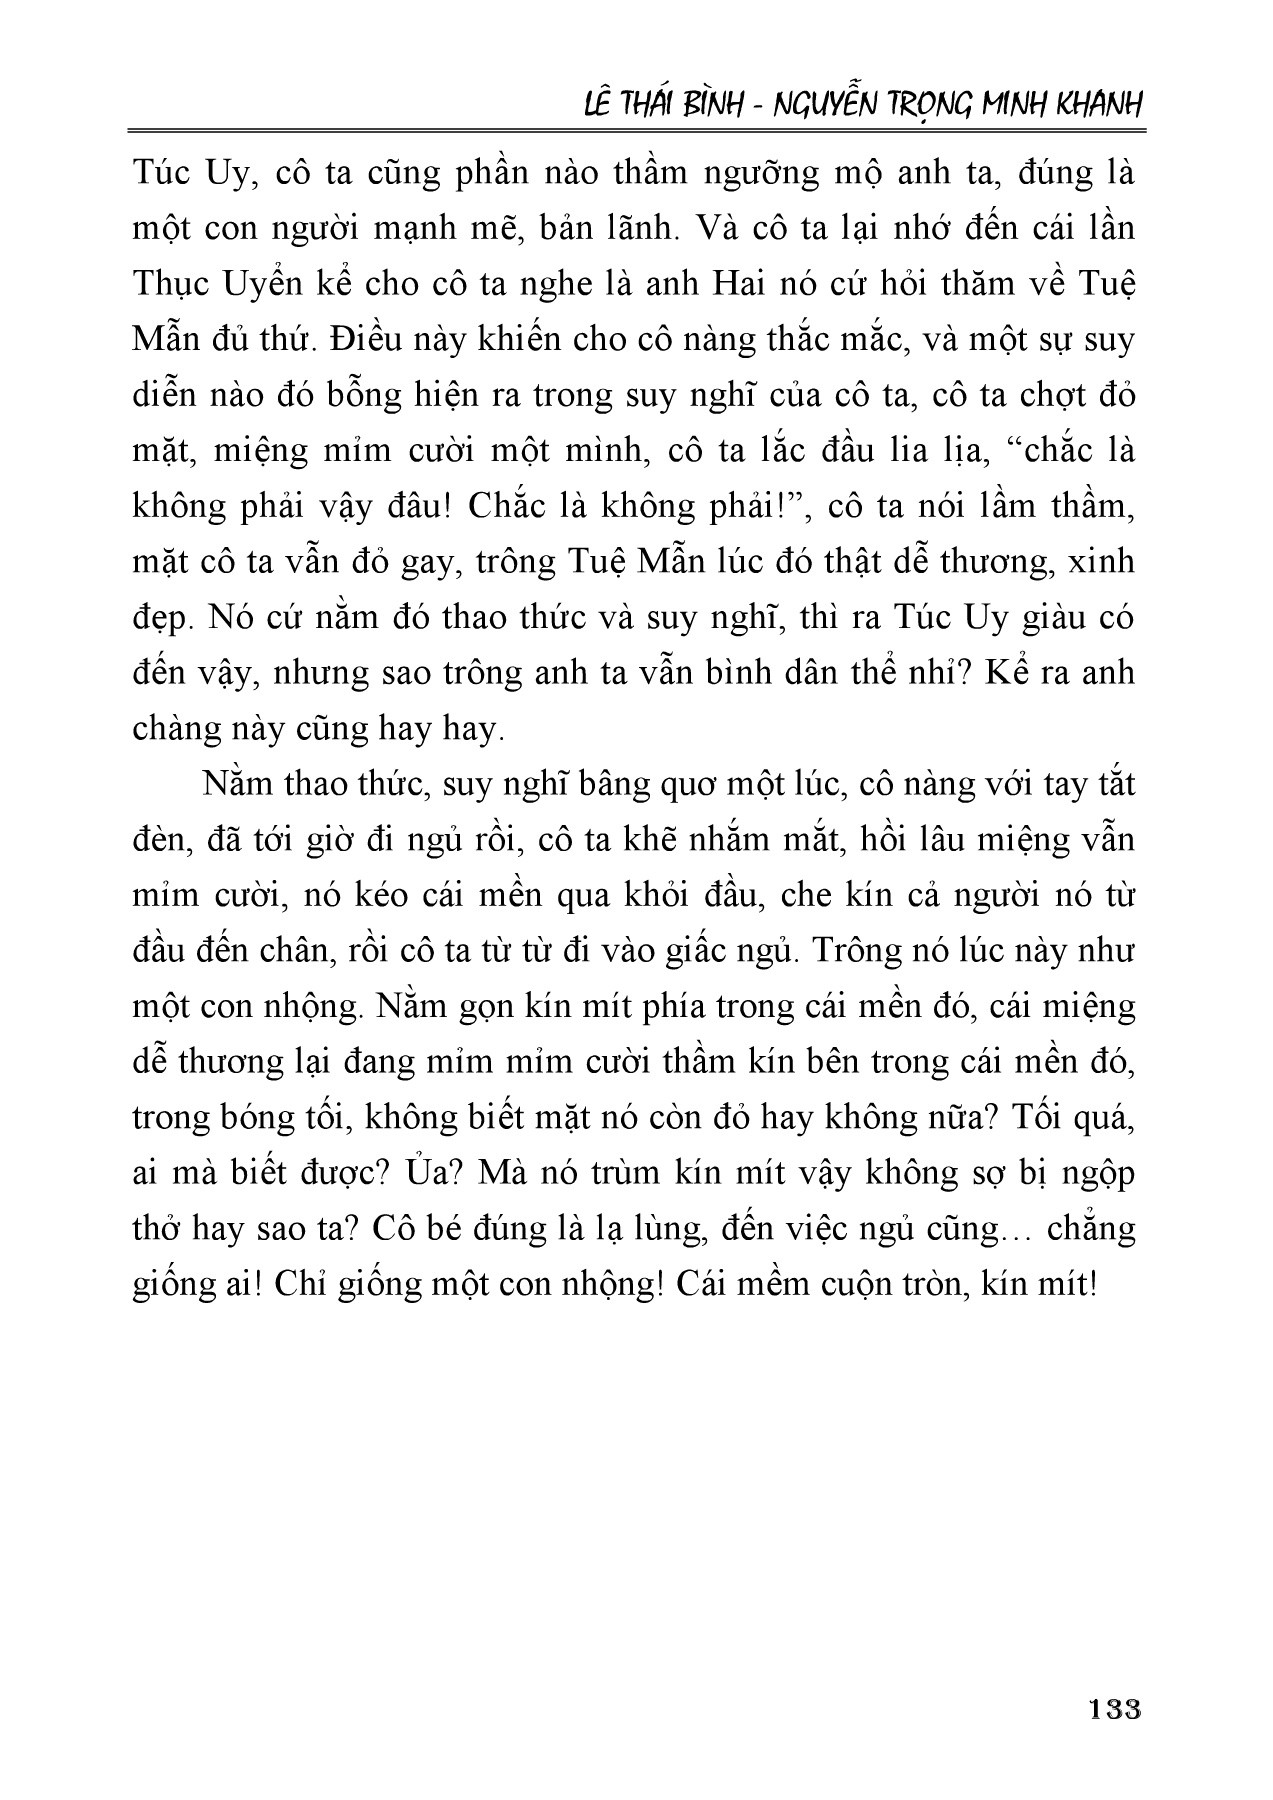 LÊ THÁI BÌNH - NGUYỄN TRỌNG MINH KHANH
Túc Uy, cô ta cũng phần nào thầm ngưỡng mộ anh ta, đúng là
một con người mạnh mẽ, bản lãnh. Và cô ta lại nhớ đến cái lần
Thục Uyển kể cho cô ta nghe là anh Hai nó cứ hỏi thăm về Tuệ
Mẫn đủ thứ. Điều này khiến cho cô nàng thắc mắc, và một sự suy
diễn nào đó bỗng hiện ra trong suy nghĩ của cô ta, cô ta chợt đỏ
mặt, miệng mỉm cười một mình, cô ta lắc đầu lia lịa, “chắc là
không phải vậy đâu! Chắc là không phải!”, cô ta nói lầm thầm,
mặt cô ta vẫn đỏ gay, trông Tuệ Mẫn lúc đó thật dễ thương, xinh
đẹp. Nó cứ nằm đó thao thức và suy nghĩ, thì ra Túc Uy giàu có
đến vậy, nhưng sao trông anh ta vẫn bình dân thể nhỉ? Kể ra anh
chàng này cũng hay hay.
Nằm thao thức, suy nghĩ bâng quơ một lúc, cô nàng với tay tắt
đèn, đã tới giờ đi ngủ rồi, cô ta khẽ nhắm mắt, hồi lâu miệng vẫn
mỉm cười, nó kéo cái mền qua khỏi đầu, che kín cả người nó từ
đầu đến chân, rồi cô ta từ từ đi vào giấc ngủ. Trông nó lúc này như
một con nhộng. Nằm gọn kín mít phía trong cái mền đó, cái miệng
dễ thương lại đang mỉm mỉm cười thầm kín bên trong cái mền đó,
trong bóng tối, không biết mặt nó còn đỏ hay không nữa? Tối quá,
ai mà biết được? Ủa? Mà nó trùm kín mít vậy không sợ bị ngộp
thở hay sao ta? Cô bé đúng là lạ lùng, đến việc ngủ cũng… chẳng
giống ai! Chỉ giống một con nhộng! Cái mềm cuộn tròn, kín mít!
133